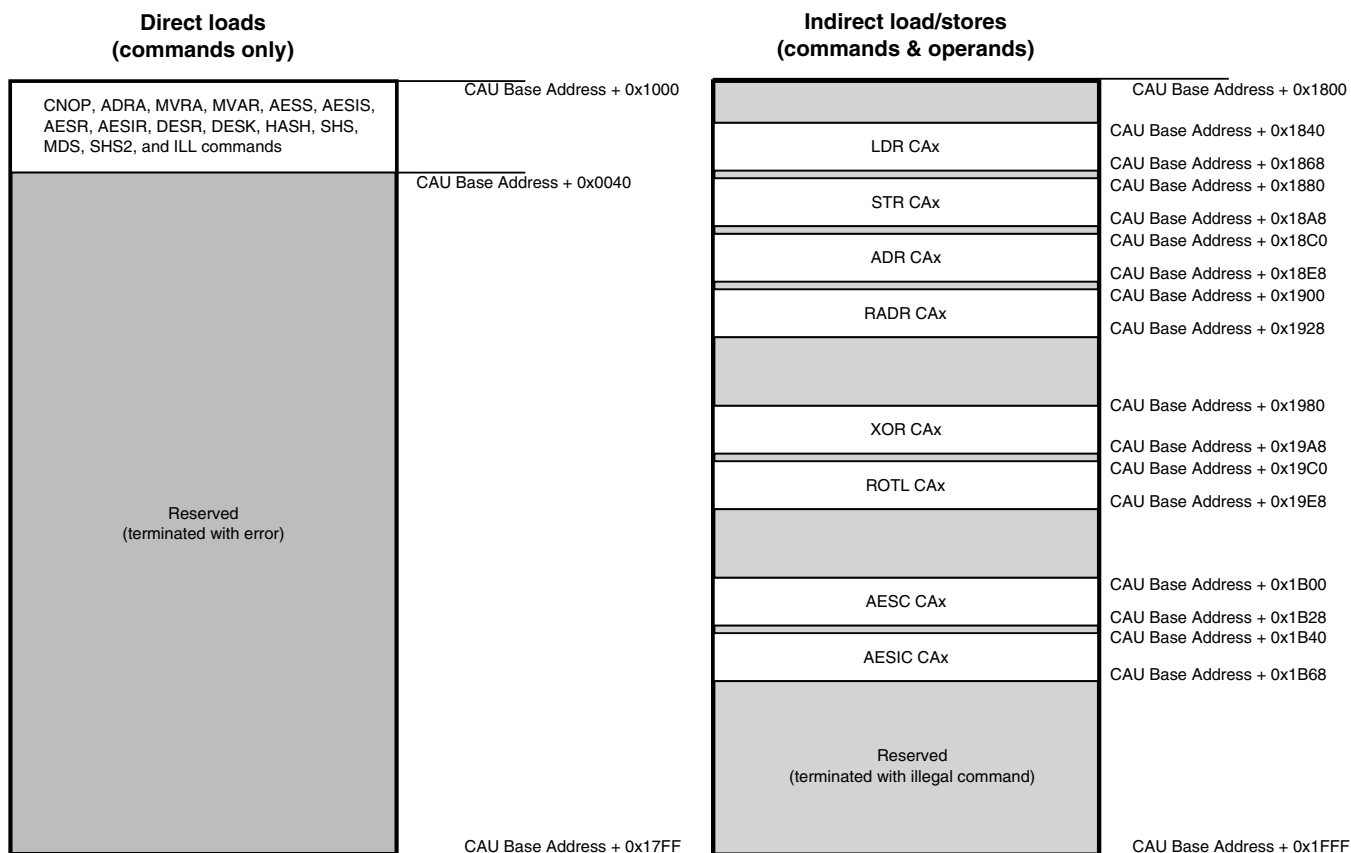 Direct loads
(commands only)
CAU Base Address + 0x1000
CNOP, ADRA, MVRA, MVAR, AESS, AESIS,
AESR, AESIR, DESR, DESK, HASH, SHS,
MDS, SHS2, and ILL commands
CAU Base Address + 0x0040
Reserved
(terminated with error)
CAU Base Address + 0x17FF
Indirect load/stores
(commands & operands)
CAU Base Address + 0x1800
CAU Base Address + 0x1840
LDR CAx
CAU Base Address + 0x1868
CAU Base Address + 0x1880
STR CAx
CAU Base Address + 0x18A8
CAU Base Address + 0x18C0
ADR CAx
CAU Base Address + 0x18E8
CAU Base Address + 0x1900
RADR CAx
CAU Base Address + 0x1928
CAU Base Address + 0x1980
XOR CAx
CAU Base Address + 0x19A8
CAU Base Address + 0x19C0
ROTL CAx
CAU Base Address + 0x19E8
CAU Base Address + 0x1B00
AESC CAx
CAU Base Address + 0x1B28
CAU Base Address + 0x1B40
AESIC CAx
CAU Base Address + 0x1B68
Reserved
(terminated with illegal command)
CAU Base Address + 0x1FFF